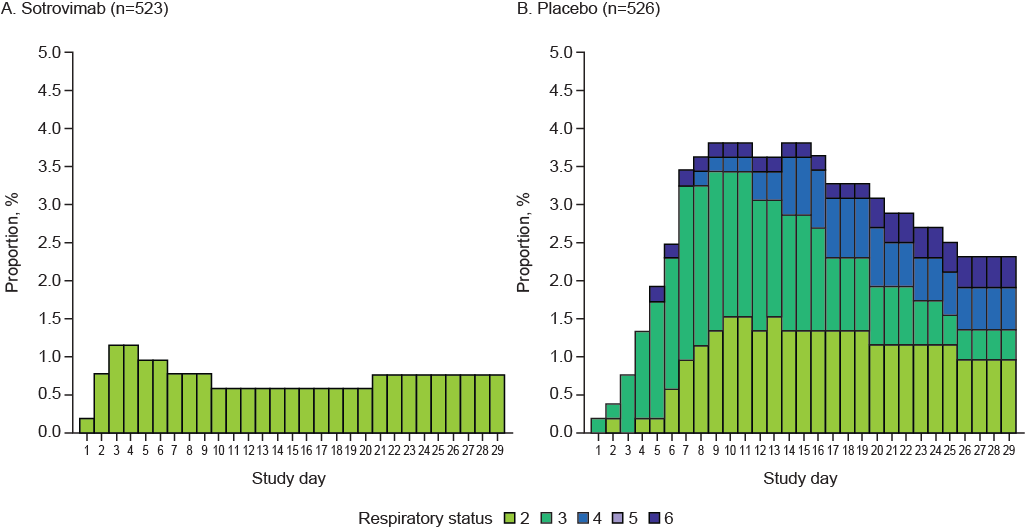 A. Sotrovimab (n=523)
5.0
4.5
4.0
3.5
3.0
2.5
2.0
1.5
1.0
0.5
0.0
Proportion, %
1 2 3 4 5 6 7 8 9 10 11 12 13 14 15 16 17 18 19 20 21 22 23 24 25 26 27 28 29
Study day
B. Placebo (n=526)
5.0
4.5
4.0
3.5
3.0
2.5
2.0
1.5
1.0
0.5
0.0
Proportion, %
1 2 3 4 5 6 7 8 9 10 11 12 13 14 15 16 17 18 19 20 21 22 23 24 25 26 27 28 29
Study day
Respiratory status 2 3 4 5 6